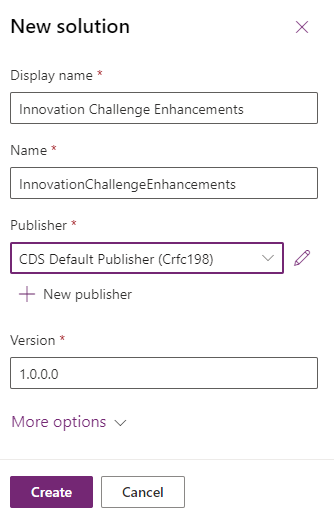 New solution
Display name *
Innovation Challenge Enhancements
Name *
InnovationChallengeEnhancements
Publisher *
CDS Default Publisher (Crfc198)
New publisher
Version *
1.0.0.0
More options
Create
Cancel